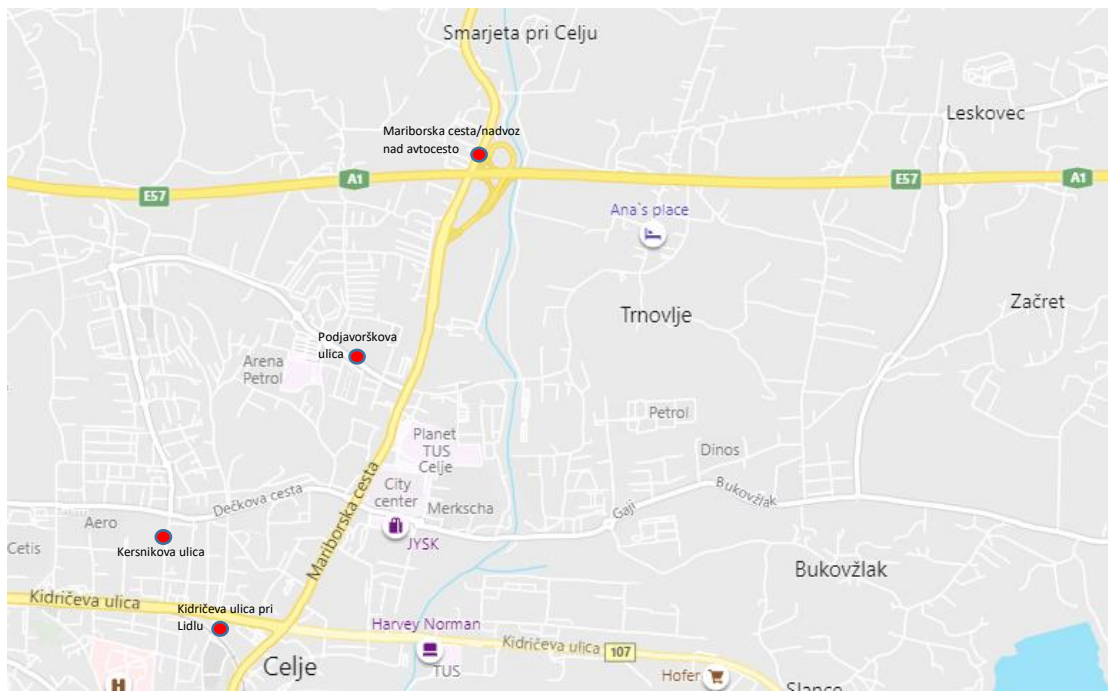 Smarjeta pri Celju
Leskovec
Mariborska cesta/nadvoz
nad avtocesto
A1
E57
E57
A1
Ana`s place
Začret
Trnovlje
Podjavorškova
ulica
Arena
Petrol
Petrol
Planet
TUS
Celje
Dinos
Mariborska cesta
City
center
Bukovžlak
Dečkova cesta
Merkscha
Gaji
Aero
JYSK
Cetis
Kersnikova ulica
Bukovžlak
Kidričeva ulica
Kidričeva ulica pri
Lidlu
Harvey Norman
Kidričeva ulica
107
Celje
TUS
Hofer
H